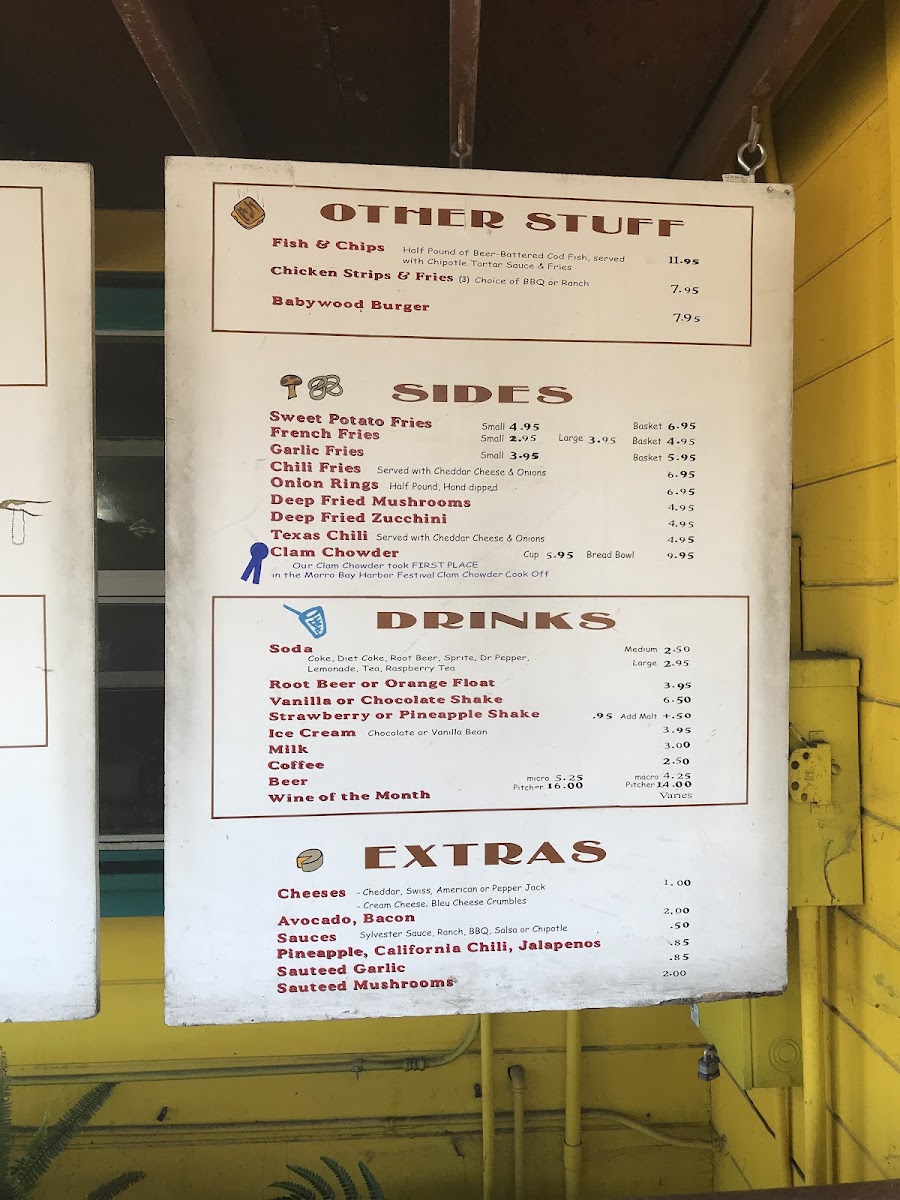 OTHER STUFF
Fish & Chips Half Pound of Beer-Battered Cod Fish, served 11.95
with Chipotle Tartar Sauce & Fries
Chicken Strips & Fries (3) Choice of BBQ or Ranch 7.95
Babywood Burger 7.95
SIDES
Sweet Potato Fries Small 4.95 Basket 6.95
French Fries Small 2.95 Large 3.95 Basket 4.95
Garlic Fries Small 3.95 Basket 5.95
Chili Fries Served with Cheddar Cheese & Onions 6.95
Onion Rings Half Pound, Hand dipped 6.95
Deep Fried Mushrooms 4.95
Deep Fried Zucchini 4.95
Texas Chili Served with Cheddar Cheese & Onions 4.95
Clam Chowder Cup 5.95 Bread Bowl 9.95
Our Clam Chowder took FIRST PLACE
in the Morro Bay Harbor Festival Clam Chowder Cook Off
DRINKS
Soda Medium 2.50
Coke, Diet Coke, Root Beer, Sprite, Dr Pepper, Large 2.95
Lemonade, Tea, Raspberry Tea
Root Beer or Orange Float 3.95
Vanilla or Chocolate Shake 6.50
Strawberry or Pineapple Shake .95 Add Malt +.50
Ice Cream Chocolate or Vanilla Bean 3.95
Milk 3.00
Coffee 2.50
Beer micro 5.25 macro 4.25
Pitcher 16.00 Pitcher 14.00
Wine of the Month Varies
EXTRAS
Cheeses - Cheddar, Swiss, American or Pepper Jack 1.00
- Cream Cheese. Bleu Cheese Crumbles
Avocado, Bacon 2.00
Sauces Sylvester Sauce, Ranch, BBQ, Salsa or Chipotle .50
Pineapple, California Chili, Jalapenos .85
Sauteed Garlic .85
Sauteed Mushrooms 2.00